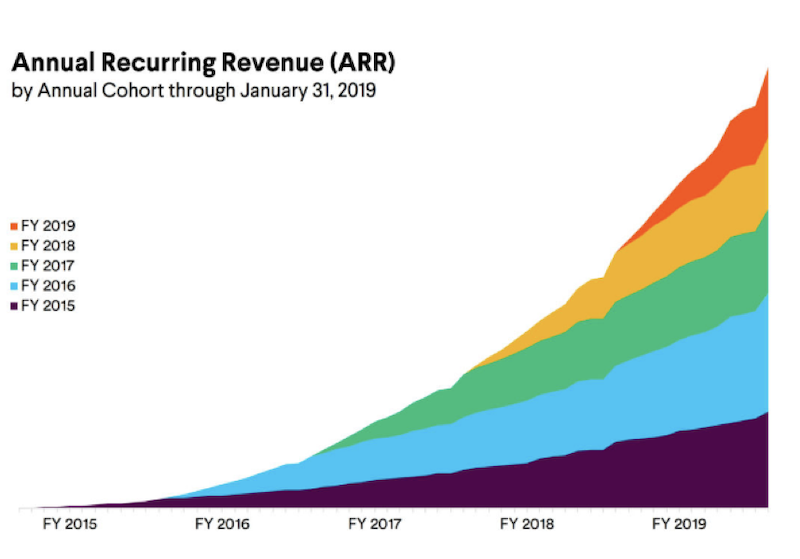 Annual Recurring Revenue (ARR)
by Annual Cohort through January 31, 2019
FY 2019
FY 2018
FY 2017
FY 2016
FY 2015
FY 2015 FY 2016 FY 2017 FY 2018 FY 2019